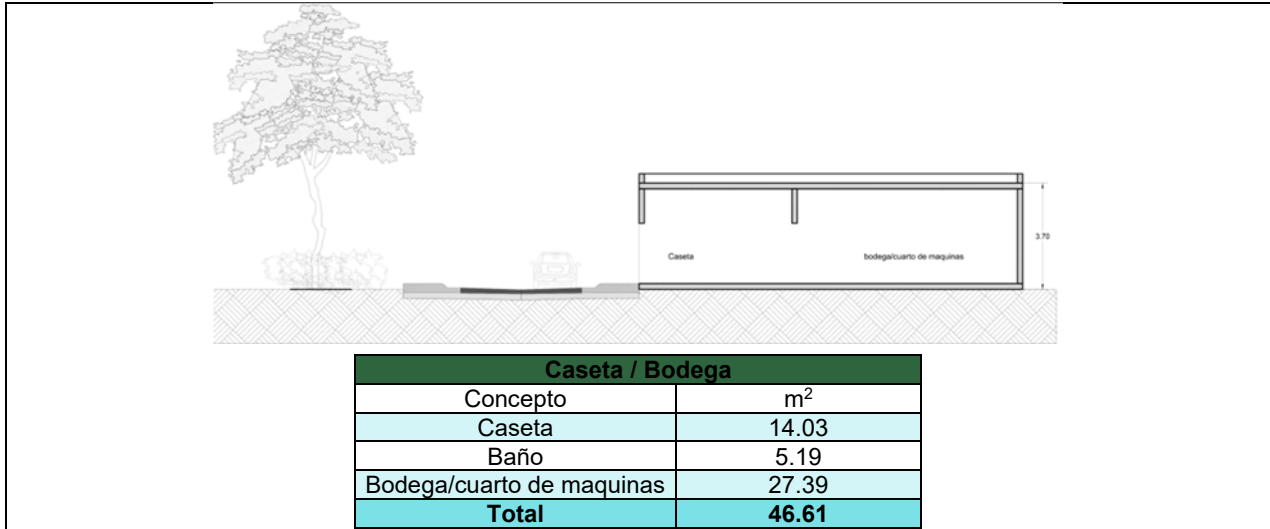 3.70
Caseta bodega/cuarto de maquinas
Caseta / Bodega
Concepto m²
Caseta 14.03
Baño 5.19
Bodega/cuarto de maquinas 27.39
Total 46.61